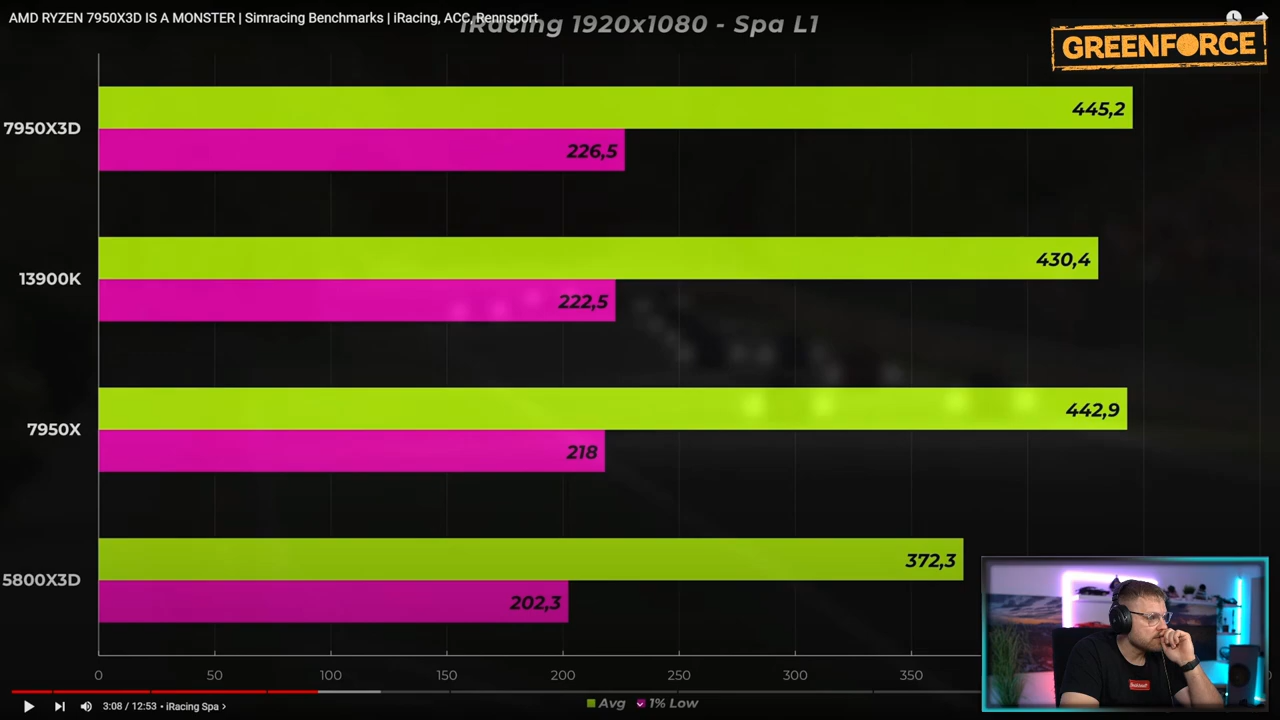 AMD RYZEN 7950X3D IS A MONSTER | Simracing Benchmarks | iRacing, ACC, Rennsport
iRacing 1920x1080 - Spa L1
GREENFORCE
7950X3D
445,2
226,5
13900K
430,4
222,5
7950X
442,9
218
5800X3D
372,3
202,3
0 50 100 150 200 250 300 350
Avg 1% Low
3:08 / 12:53 • iRacing Spa ›